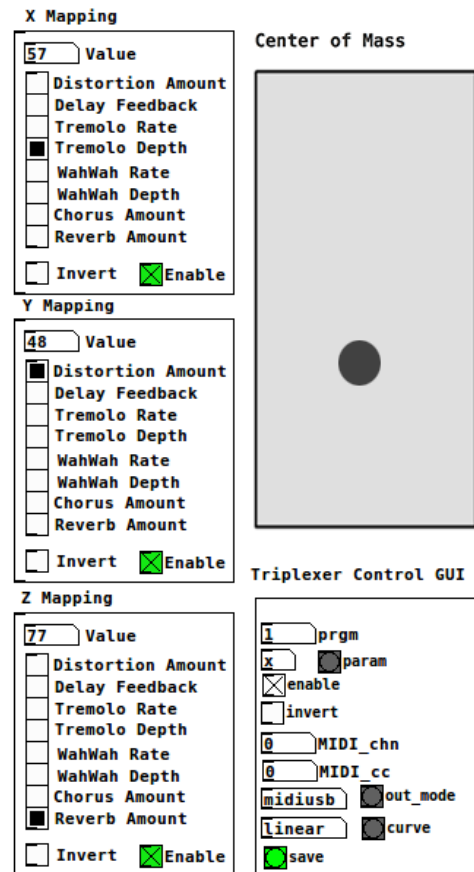 X Mapping
57 Value
Distortion Amount
Delay Feedback
Tremolo Rate
Tremolo Depth
WahWah Rate
WahWah Depth
Chorus Amount
Reverb Amount
Invert Enable
Y Mapping
48 Value
Distortion Amount
Delay Feedback
Tremolo Rate
Tremolo Depth
WahWah Rate
WahWah Depth
Chorus Amount
Reverb Amount
Invert Enable
Z Mapping
77 Value
Distortion Amount
Delay Feedback
Tremolo Rate
Tremolo Depth
WahWah Rate
WahWah Depth
Chorus Amount
Reverb Amount
Invert Enable
Center of Mass
Triplexer Control GUI
1 prgm
x param
enable
invert
0 MIDI_chn
0 MIDI_cc
midiusb out_mode
linear curve
save